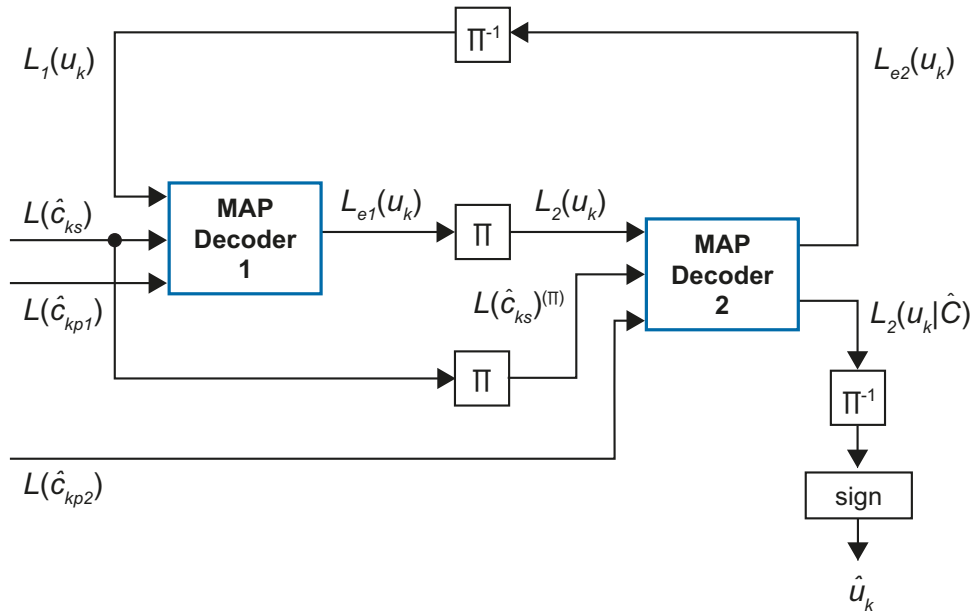 ∏⁻¹
L₁(uₖ)
Lₑ₂(uₖ)
L(ĉₖₛ)
MAP
Decoder
1
Lₑ₁(uₖ)
∏
L₂(uₖ)
MAP
Decoder
2
L(ĉₖₚ₁)
L(ĉₖₛ)⁽∏⁾
L₂(uₖ|Ĉ)
∏
∏⁻¹
L(ĉₖₚ₂)
sign
ûₖ